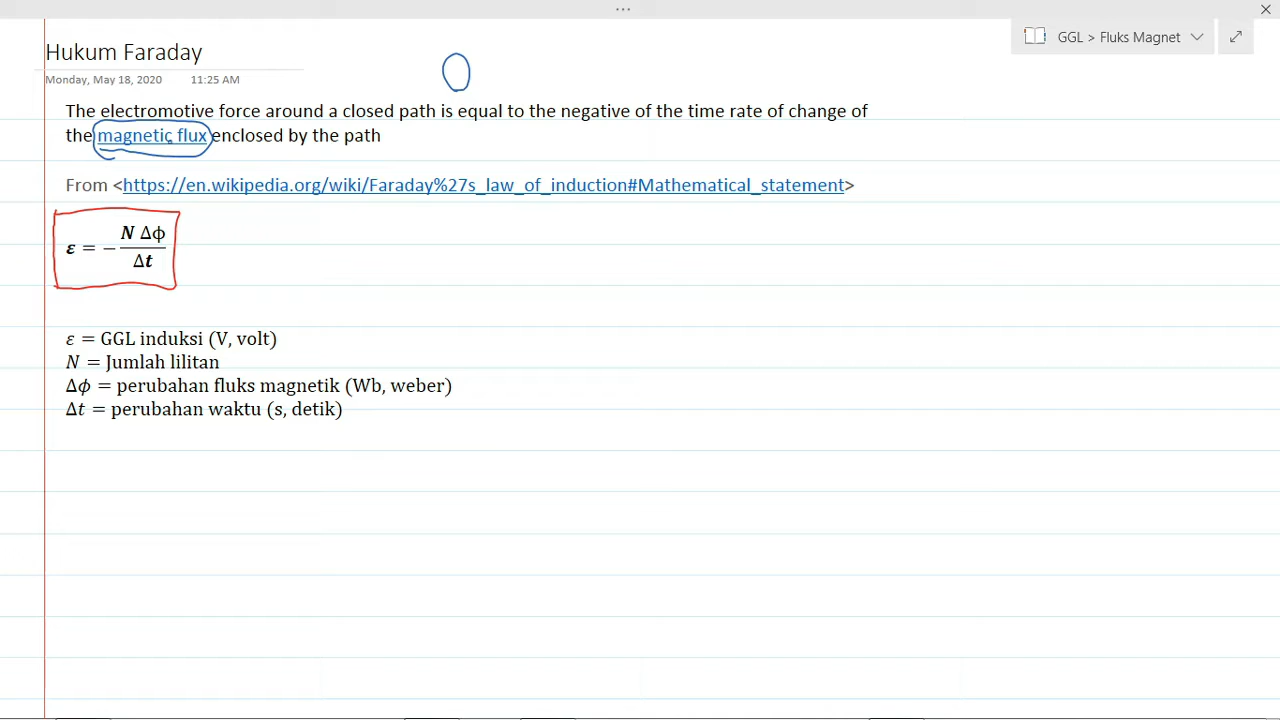 GGL > Fluks Magnet
Hukum Faraday
Monday, May 18, 2020 11:25 AM
The electromotive force around a closed path is equal to the negative of the time rate of change of
the magnetic flux enclosed by the path
From <https://en.wikipedia.org/wiki/Faraday%27s_law_of_induction#Mathematical_statement>
ε = − N Δϕ / Δt
ε = GGL induksi (V, volt)
N = Jumlah lilitan
Δϕ = perubahan fluks magnetik (Wb, weber)
Δt = perubahan waktu (s, detik)